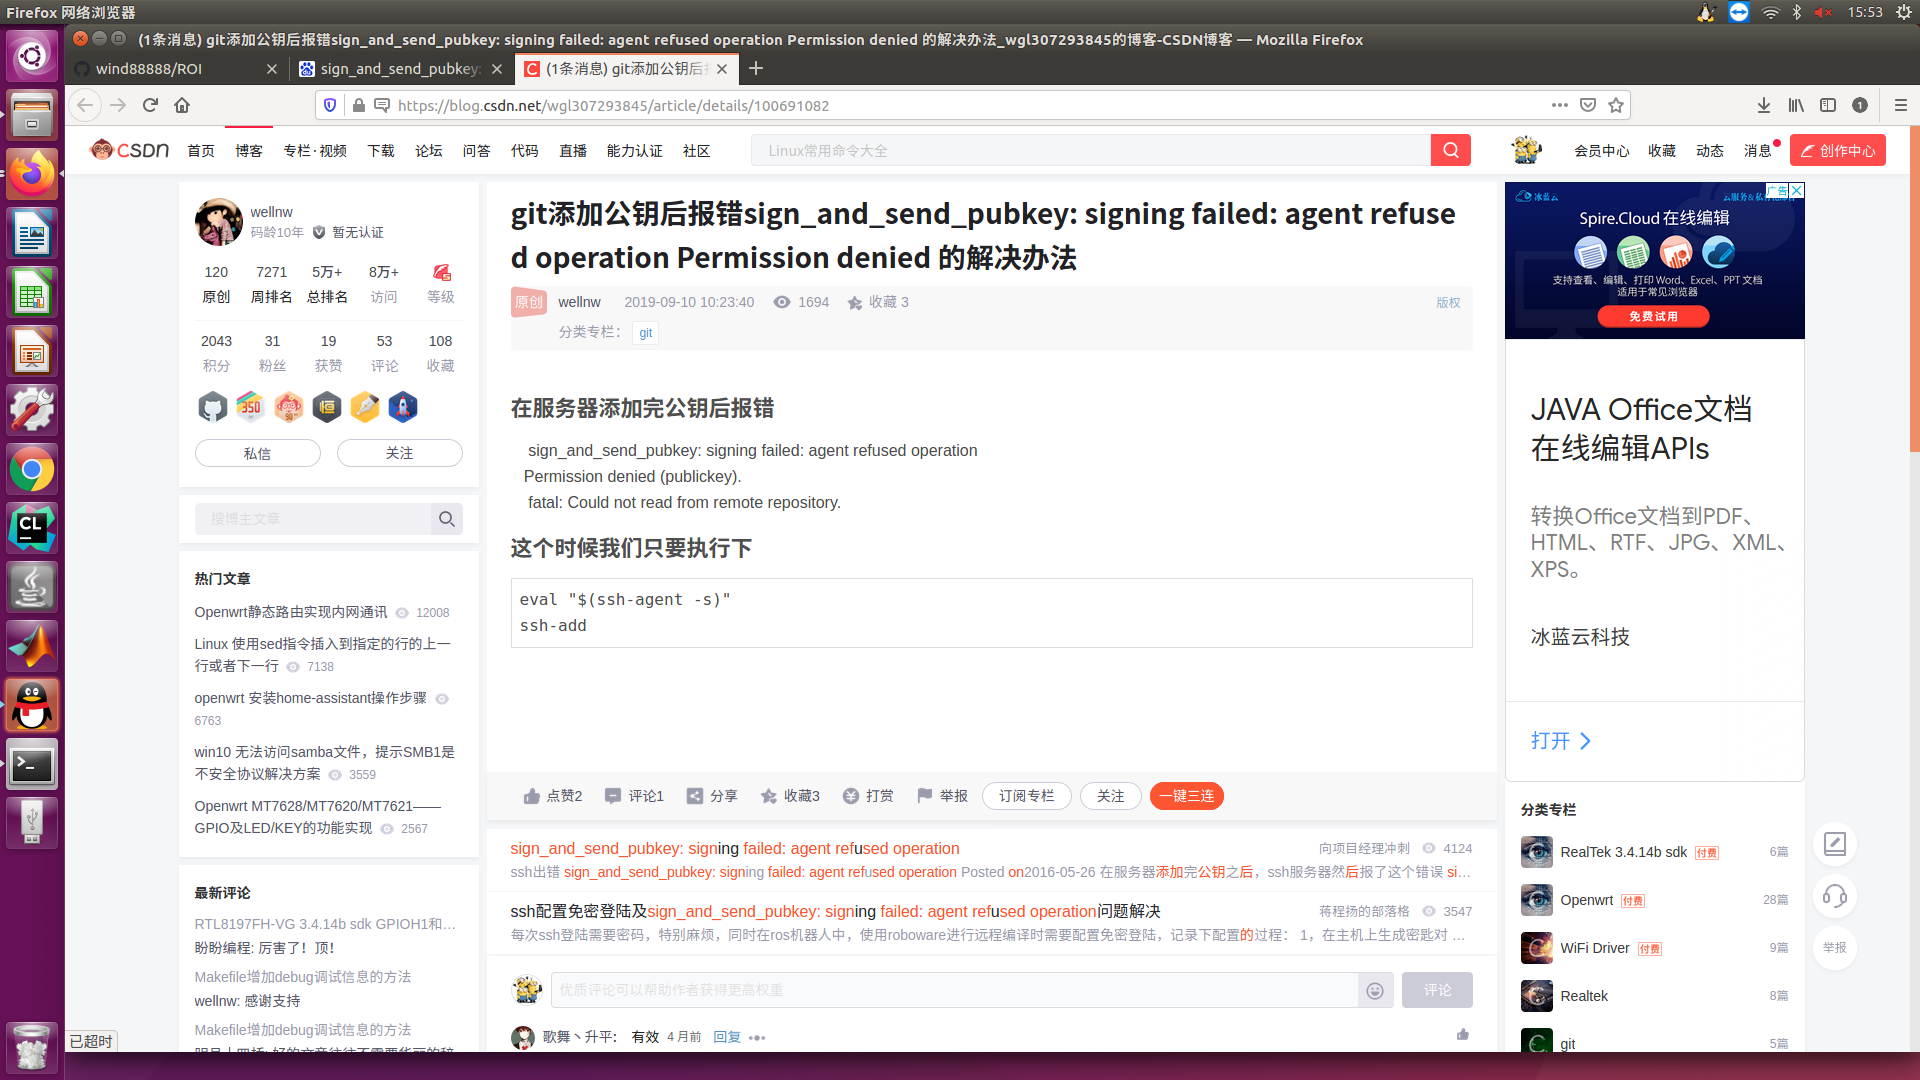 Firefox 网络浏览器
15:53
(1条消息) git添加公钥后报错sign_and_send_pubkey: signing failed: agent refused operation Permission denied 的解决办法_wgl307293845的博客-CSDN博客 — Mozilla Firefox
wind88888/ROI
sign_and_send_pubkey:
(1条消息) git添加公钥后
https://blog.csdn.net/wgl307293845/article/details/100691082
1
CSDN
首页
博客
专栏·视频
下载
论坛
问答
代码
直播
能力认证
社区
Linux常用命令大全
会员中心
收藏
动态
消息
创作中心
wellnw
码龄10年
暂无认证
120 7271 5万+ 8万+
原创 周排名 总排名 访问 等级
2043 31 19 53 108
积分 粉丝 获赞 评论 收藏
350
恒
私信
关注
搜博主文章
热门文章
Openwrt静态路由实现内网通讯 12008
Linux 使用sed指令插入到指定的行的上一
行或者下一行 7138
openwrt 安装home-assistant操作步骤
6763
win10 无法访问samba文件，提示SMB1是
不安全协议解决方案 3559
Openwrt MT7628/MT7620/MT7621——
GPIO及LED/KEY的功能实现 2567
最新评论
RTL8197FH-VG 3.4.14b sdk GPIOH1和...
盼盼编程: 厉害了！顶！
Makefile增加debug调试信息的方法
wellnw: 感谢支持
Makefile增加debug调试信息的方法
已超时
git添加公钥后报错sign_and_send_pubkey: signing failed: agent refuse
d operation Permission denied 的解决办法
原创
wellnw
2019-09-10 10:23:40
1694
收藏 3
版权
分类专栏：
git
在服务器添加完公钥后报错
sign_and_send_pubkey: signing failed: agent refused operation
Permission denied (publickey).
fatal: Could not read from remote repository.
这个时候我们只要执行下
eval "$(ssh-agent -s)"
ssh-add
点赞2
评论1
分享
收藏3
打赏
举报
订阅专栏
关注
一键三连
sign_and_send_pubkey: signing failed: agent refused operation
向项目经理冲刺 4124
ssh出错 sign_and_send_pubkey: signing failed: agent refused operation Posted on2016-05-26 在服务器添加完公钥之后，ssh服务器然后报了这个错误 si...
ssh配置免密登陆及sign_and_send_pubkey: signing failed: agent refused operation问题解决
蒋程扬的部落格 3547
每次ssh登陆需要密码，特别麻烦，同时在ros机器人中，使用roboware进行远程编译时需要配置免密登陆，记录下配置的过程： 1，在主机上生成密匙对 ...
优质评论可以帮助作者获得更高权重
评论
歌舞丶升平： 有效 4 月前 回复
冰蓝云
云服务&私
广告
Spire.Cloud 在线编辑
支持查看、编辑、打印 Word、Excel、PPT 文档
适用于常见浏览器
免费试用
JAVA Office文档
在线编辑APIs
转换Office文档到PDF、
HTML、RTF、JPG、XML、
XPS。
冰蓝云科技
打开
分类专栏
RealTek 3.4.14b sdk 付费 6篇
Openwrt 付费 28篇
WiFi Driver 付费 9篇
Realtek 8篇
git 5篇
举报
CL